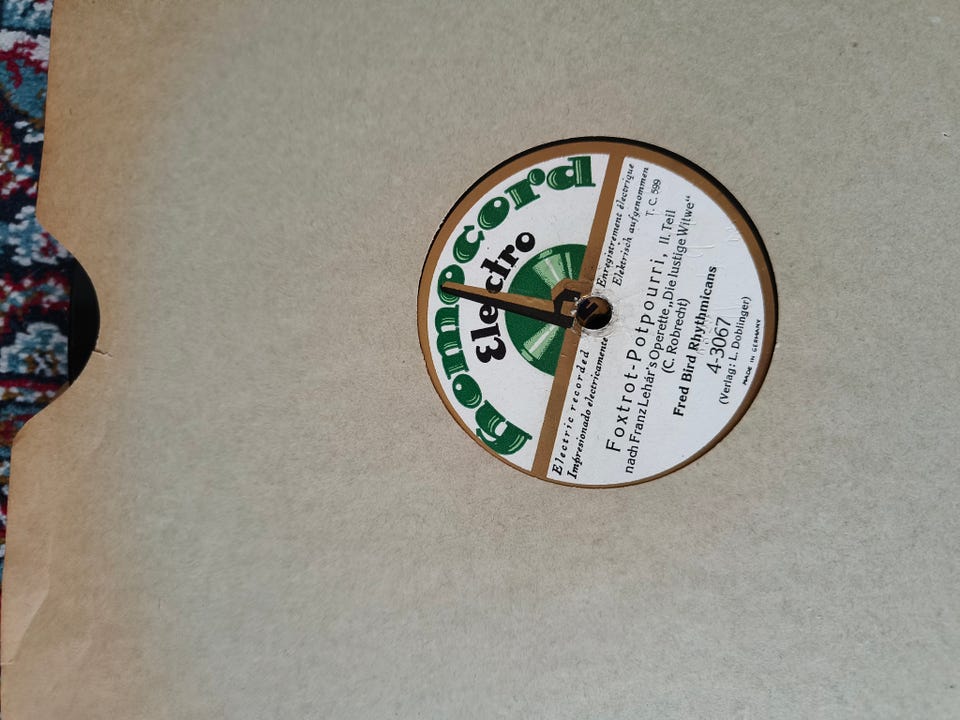 Homocord
Electro
Electric recorded
Enregistrement électrique
Impresionado electricamente
Elektrisch aufgenommen
T. C. 599
Foxtrot-Potpourri, II. Teil
nach Franz Lehár's Operette „Die lustige Witwe“
(C. Robrecht)
Fred Bird Rhythmicans
4-3067
(Verlag: L. Doblinger)
MADE IN GERMANY